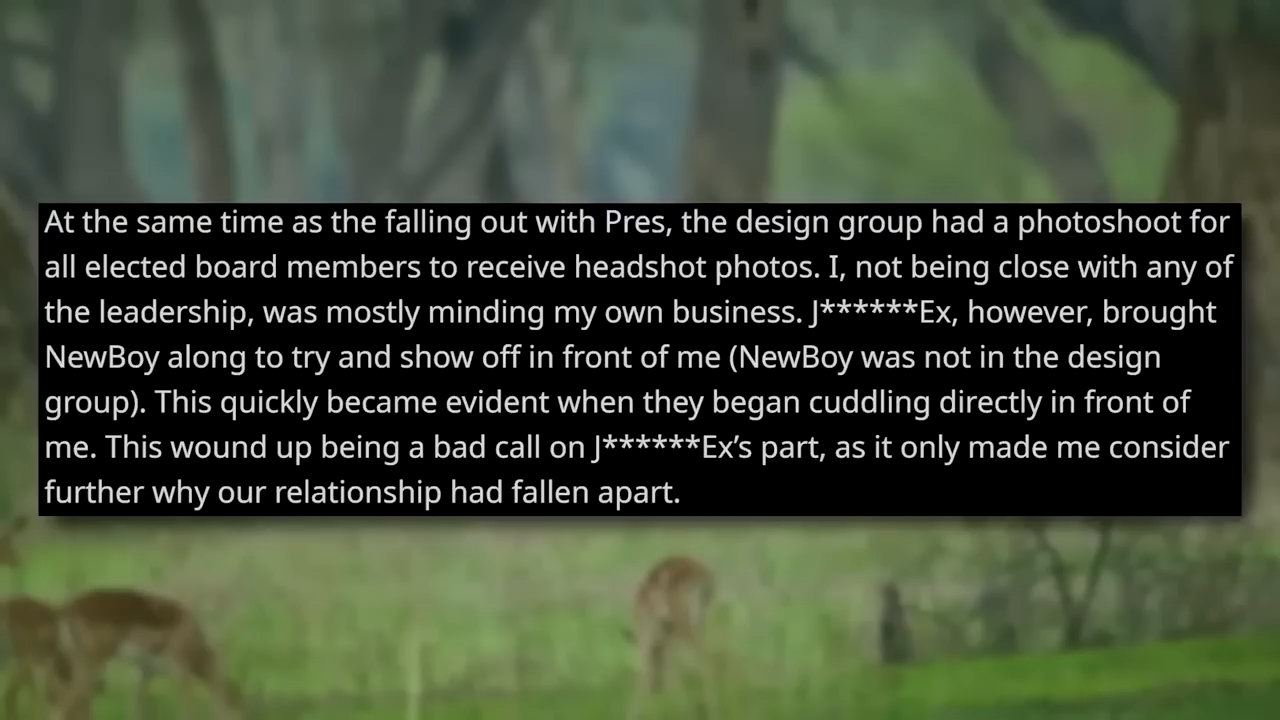 At the same time as the falling out with Pres, the design group had a photoshoot for
all elected board members to receive headshot photos. I, not being close with any of
the leadership, was mostly minding my own business. J******Ex, however, brought
NewBoy along to try and show off in front of me (NewBoy was not in the design
group). This quickly became evident when they began cuddling directly in front of
me. This wound up being a bad call on J******Ex’s part, as it only made me consider
further why our relationship had fallen apart.